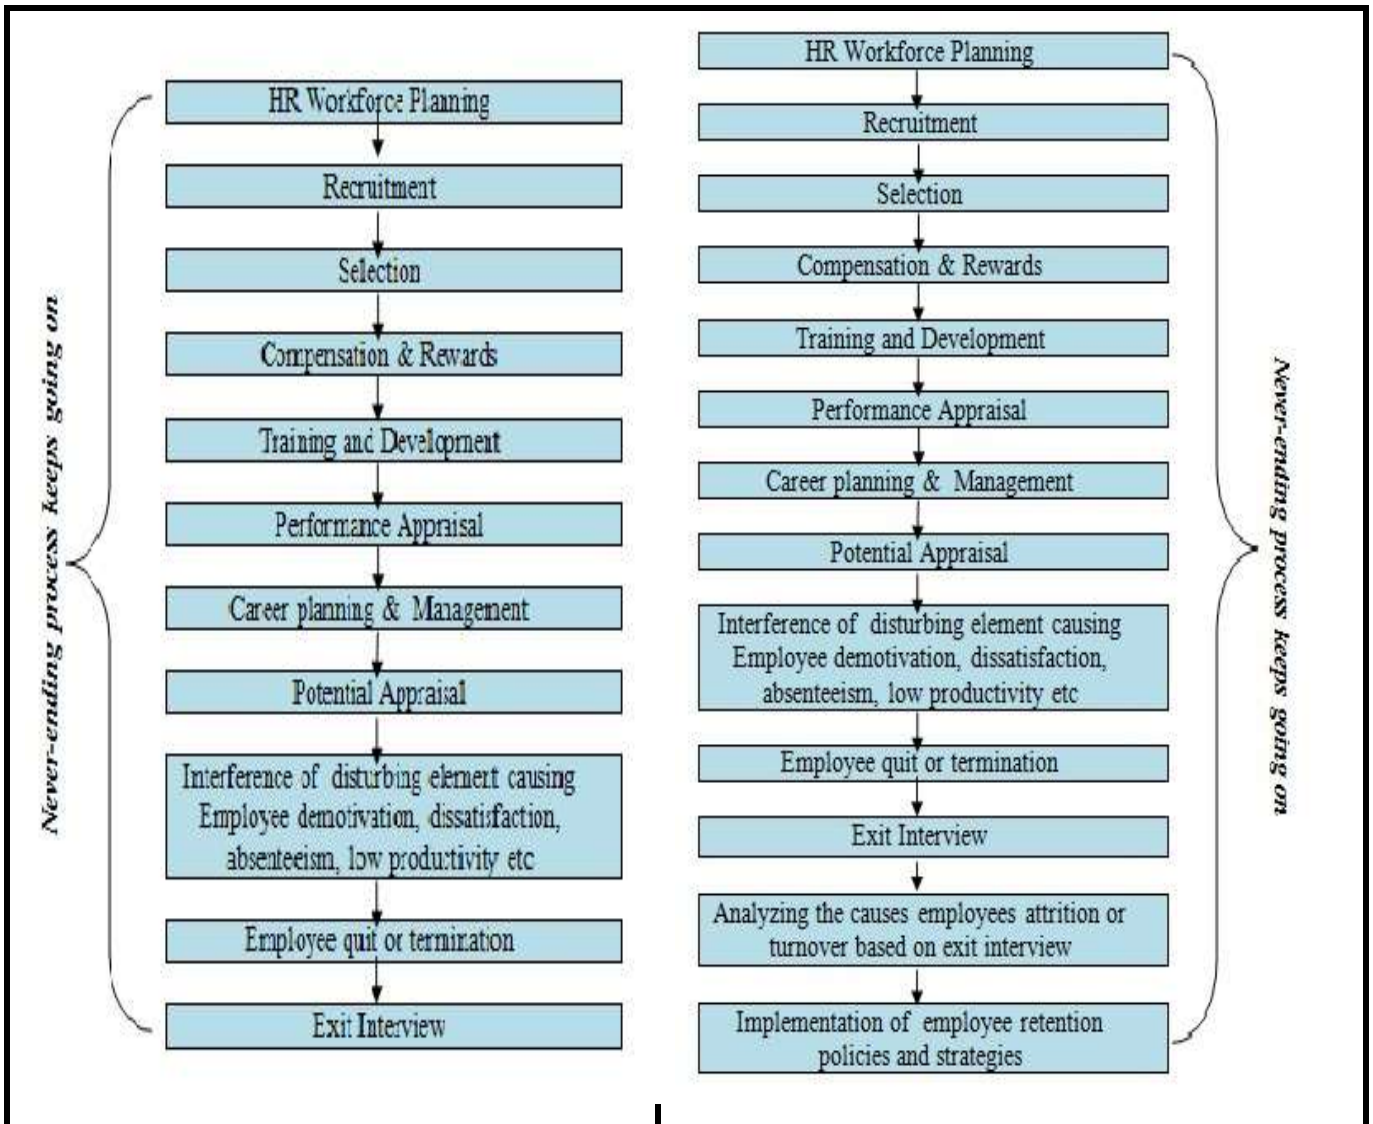 Never-ending process keeps going on
HR Workforce Planning
Recruitment
Selection
Compensation & Rewards
Training and Development
Performance Appraisal
Career planning & Management
Potential Appraisal
Interference of disturbing element causing
Employee demotivation, dissatisfaction,
absenteeism, low productivity etc
Employee quit or termination
Exit Interview
HR Workforce Planning
Recruitment
Selection
Compensation & Rewards
Training and Development
Performance Appraisal
Career planning & Management
Potential Appraisal
Interference of disturbing element causing
Employee demotivation, dissatisfaction,
absenteeism, low productivity etc
Employee quit or termination
Exit Interview
Analyzing the causes employees attrition or
turnover based on exit interview
Implementation of employee retention
policies and strategies
Never-ending process keeps going on